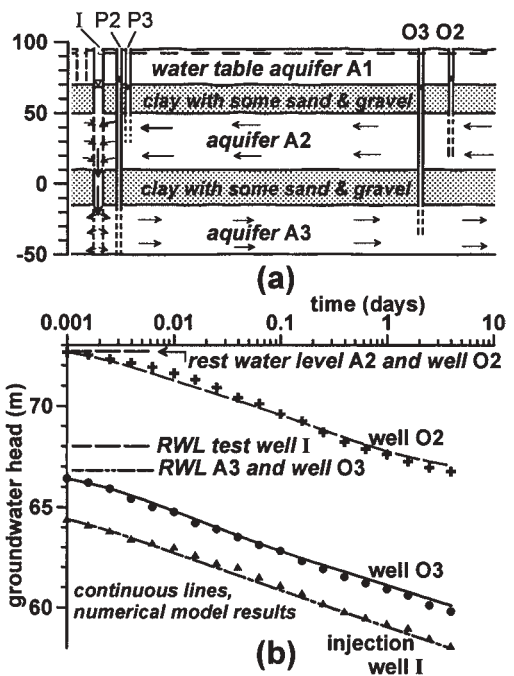 I P2 P3
O3 O2
100
50
0
-50
water table aquifer A1
clay with some sand & gravel
aquifer A2
clay with some sand & gravel
aquifer A3
(a)
time (days)
0.001 0.01 0.1 1.0 10
rest water level A2 and well O2
groundwater head (m)
70
65
60
well O2
RWL test well I
RWL A3 and well O3
well O3
continuous lines,
numerical model results
(b)
injection
well I